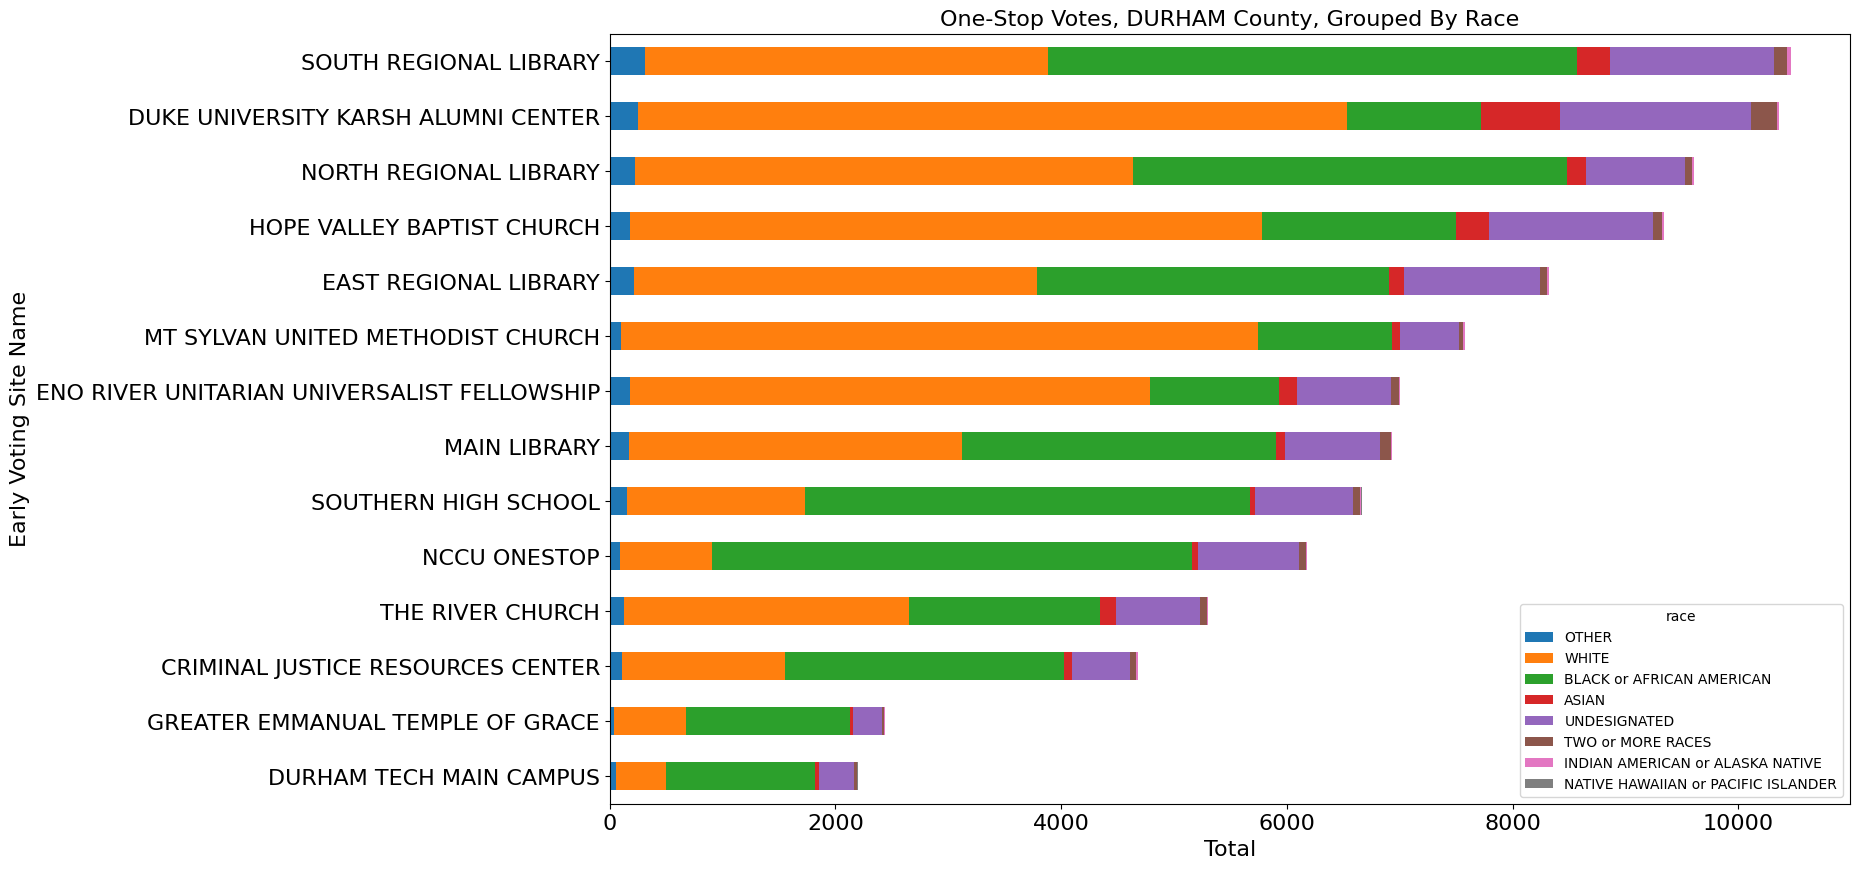 One-Stop Votes, DURHAM County, Grouped By Race
Early Voting Site Name
SOUTH REGIONAL LIBRARY
DUKE UNIVERSITY KARSH ALUMNI CENTER
NORTH REGIONAL LIBRARY
HOPE VALLEY BAPTIST CHURCH
EAST REGIONAL LIBRARY
MT SYLVAN UNITED METHODIST CHURCH
ENO RIVER UNITARIAN UNIVERSALIST FELLOWSHIP
MAIN LIBRARY
SOUTHERN HIGH SCHOOL
NCCU ONESTOP
THE RIVER CHURCH
CRIMINAL JUSTICE RESOURCES CENTER
GREATER EMMANUAL TEMPLE OF GRACE
DURHAM TECH MAIN CAMPUS
race
OTHER
WHITE
BLACK or AFRICAN AMERICAN
ASIAN
UNDESIGNATED
TWO or MORE RACES
INDIAN AMERICAN or ALASKA NATIVE
NATIVE HAWAIIAN or PACIFIC ISLANDER
0 2000 4000 6000 8000 10000
Total